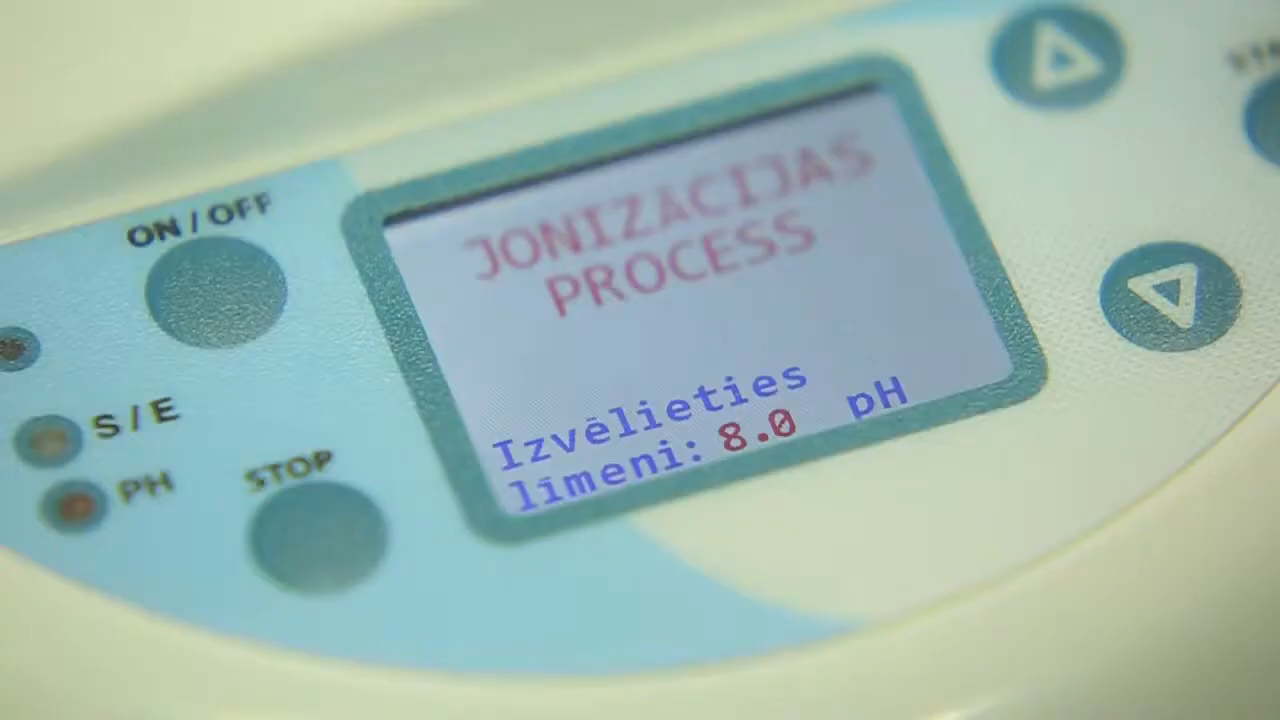 ON / OFF
S / E
PH
STOP
JONIZACIJAS
PROCESS
Izvēlieties
līmeni: 8.0 pH